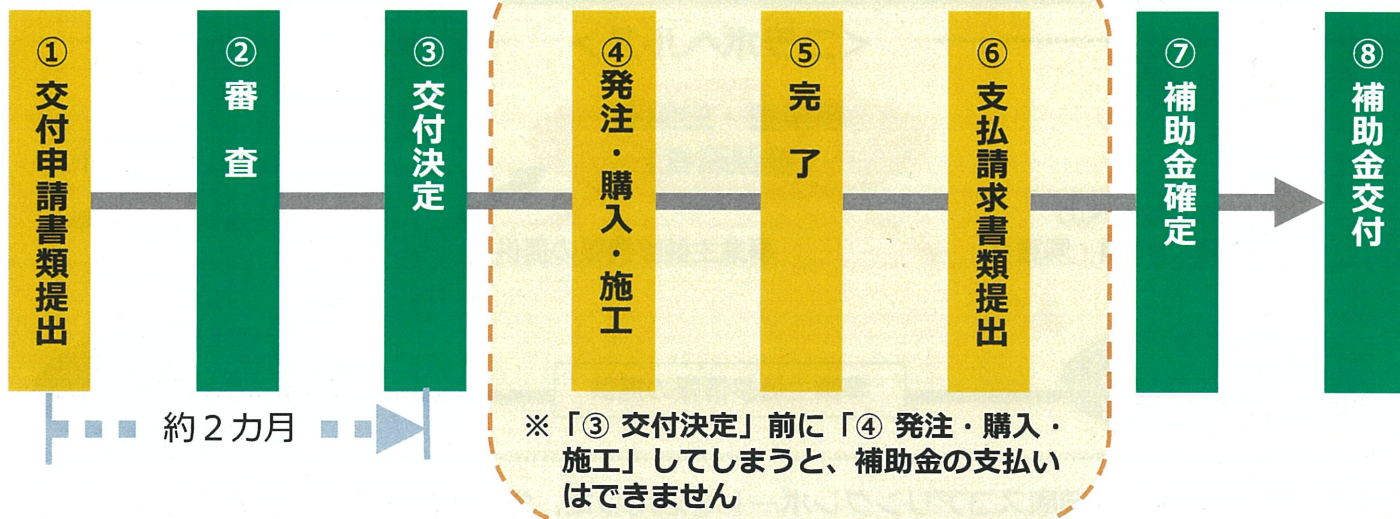 ① 交付申請書類提出
② 審査
③ 交付決定
④ 発注・購入・施工
⑤ 完了
⑥ 支払請求書類提出
⑦ 補助金確定
⑧ 補助金交付
約２カ月
※「③ 交付決定」前に「④ 発注・購入・
施工」してしまうと、補助金の支払い
はできません